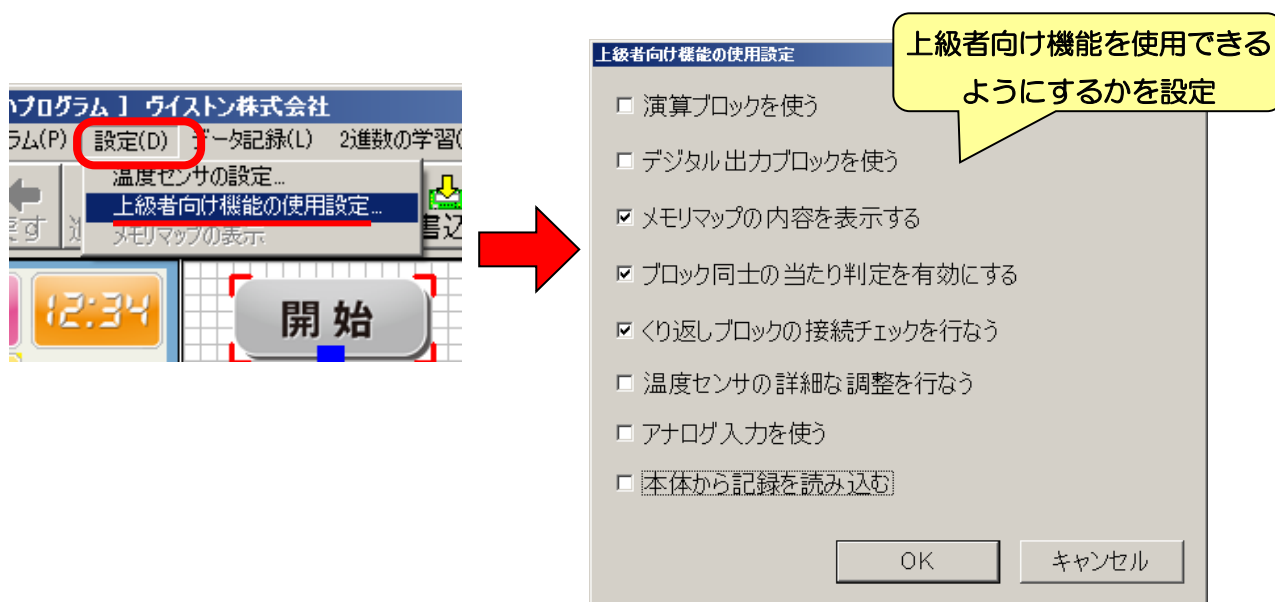 いプログラム ] ヴイストン株式会社
ラム(P) 設定(D) データ記録(L) 2進数の学習(
温度センサの設定...
上級者向け機能の使用設定...
メモリマップの表示
戻す 進 書込
12:34
開始
上級者向け機能の使用設定
上級者向け機能を使用できる
ようにするかを設定
演算ブロックを使う
デジタル出力ブロックを使う
メモリマップの内容を表示する
ブロック同士の当たり判定を有効にする
くり返しブロックの接続チェックを行なう
温度センサの詳細な調整を行なう
アナログ入力を使う
本体から記録を読み込む
OK キャンセル